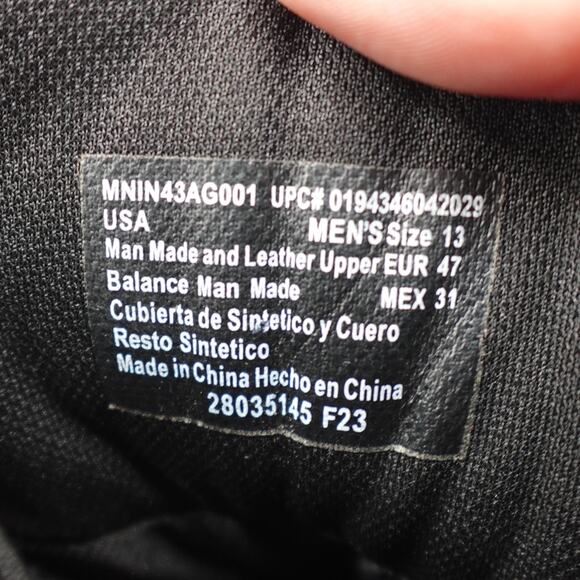 MNIN43AG001 UPC# 0194346042029
USA MEN'S Size 13
Man Made and Leather Upper EUR 47
Balance Man Made MEX 31
Cubierta de Sintetico y Cuero
Resto Sintetico
Made in China Hecho en China
28035145 F23